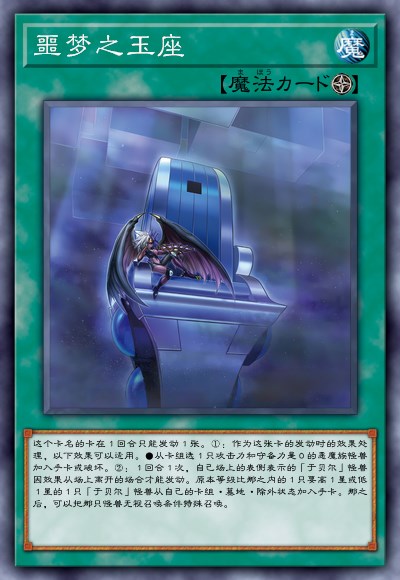 噩梦之玉座
魔
【魔法カード】
ま ほう
这个卡名的卡在1回合只能发动1张。①：作为这张卡的发动时的效果处
理，以下效果可以适用。●从卡组选1只攻击力和守备力是0的恶魔族怪兽
加入手卡或破坏。②：1回合1次，自己场上的表侧表示的「于贝尔」怪兽
因效果从场上离开的场合才能发动。原本等级比那之内的1只要高1星或低
1星的1只「于贝尔」怪兽从自己的卡组·墓地·除外状态加入手卡。那之
后，可以把那只怪兽无视召唤条件特殊召唤。